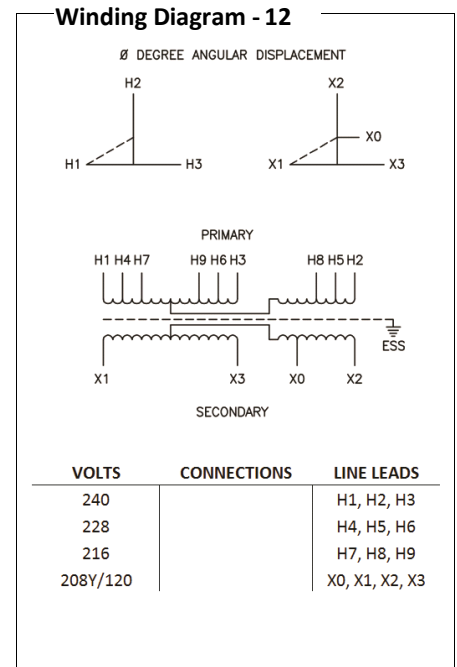 Winding Diagram - 12
Ø DEGREE ANGULAR DISPLACEMENT
H2 X2
X0
H1 H3 X1 X3
PRIMARY
H1 H4 H7 H9 H6 H3 H8 H5 H2
ESS
X1 X3 X0 X2
SECONDARY
VOLTS CONNECTIONS LINE LEADS
240 H1, H2, H3
228 H4, H5, H6
216 H7, H8, H9
208Y/120 X0, X1, X2, X3